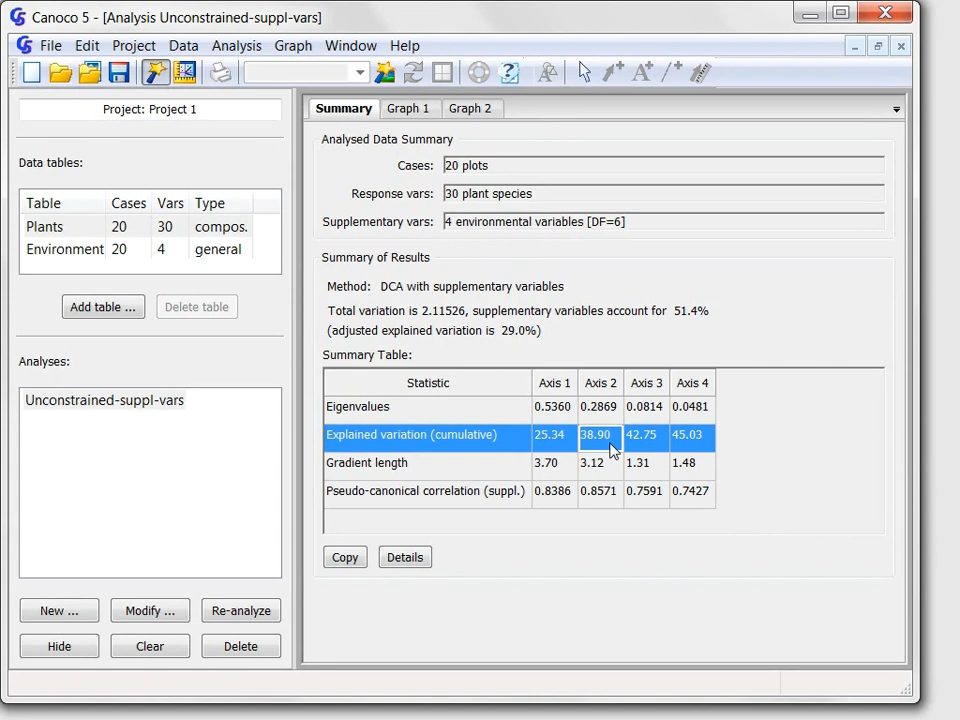 Canoco 5 - [Analysis Unconstrained-suppl-vars]
File Edit Project Data Analysis Graph Window Help
Project: Project 1
Data tables:
Table Cases Vars Type
Plants 20 30 compos.
Environment 20 4 general
Add table ... Delete table
Analyses:
Unconstrained-suppl-vars
New ... Modify ... Re-analyze
Hide Clear Delete
Summary Graph 1 Graph 2
Analysed Data Summary
Cases: 20 plots
Response vars: 30 plant species
Supplementary vars: 4 environmental variables [DF=6]
Summary of Results
Method: DCA with supplementary variables
Total variation is 2.11526, supplementary variables account for 51.4%
(adjusted explained variation is 29.0%)
Summary Table:
Statistic Axis 1 Axis 2 Axis 3 Axis 4
Eigenvalues 0.5360 0.2869 0.0814 0.0481
Explained variation (cumulative) 25.34 38.90 42.75 45.03
Gradient length 3.70 3.12 1.31 1.48
Pseudo-canonical correlation (suppl.) 0.8386 0.8571 0.7591 0.7427
Copy Details